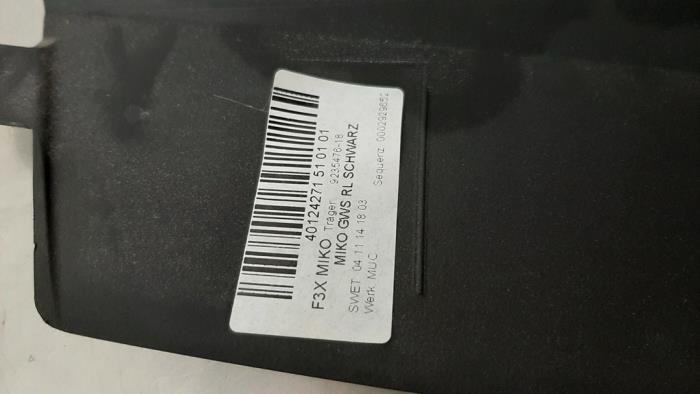 40124271 51 01 01
F3X MIKO Träger 9235476-18
MIKO GWS RL SCHWARZ
SWET 04 11 14 18 03
Werk MUC Sequenz 0002929652